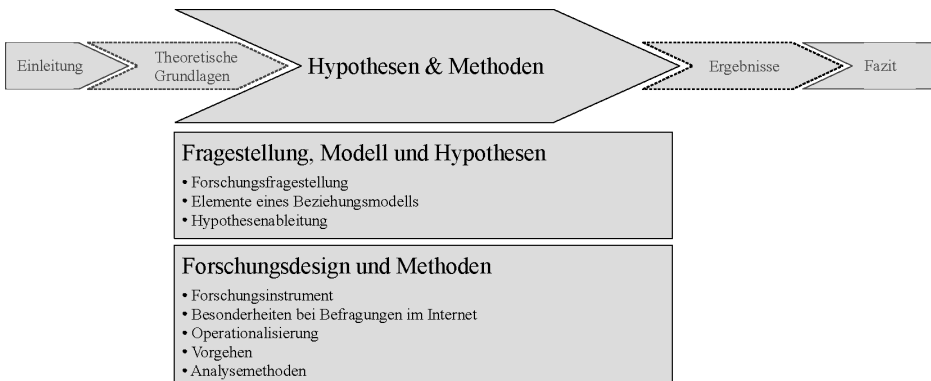 Einleitung
Theoretische
Grundlagen
Hypothesen & Methoden
Ergebnisse
Fazit
Fragestellung, Modell und Hypothesen
• Forschungsfragestellung
• Elemente eines Beziehungsmodells
• Hypothesenableitung
Forschungsdesign und Methoden
• Forschungsinstrument
• Besonderheiten bei Befragungen im Internet
• Operationalisierung
• Vorgehen
• Analysemethoden